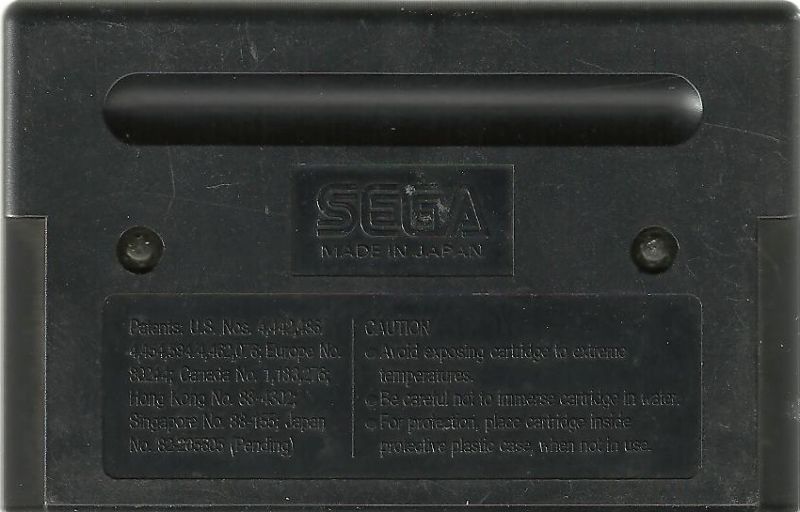 SEGA
MADE IN JAPAN
Patents: U.S. Nos. 4,442,486;
4,454,594; 4,462,076; Europe No.
80244; Canada No. 1,183,276;
Hong Kong No. 88-4302;
Singapore No. 88-155; Japan
No. 82-205605 (Pending)
CAUTION
Avoid exposing cartridge to extreme
temperatures.
Be careful not to immerse cartridge in water.
For protection, place cartridge inside
protective plastic case, when not in use.